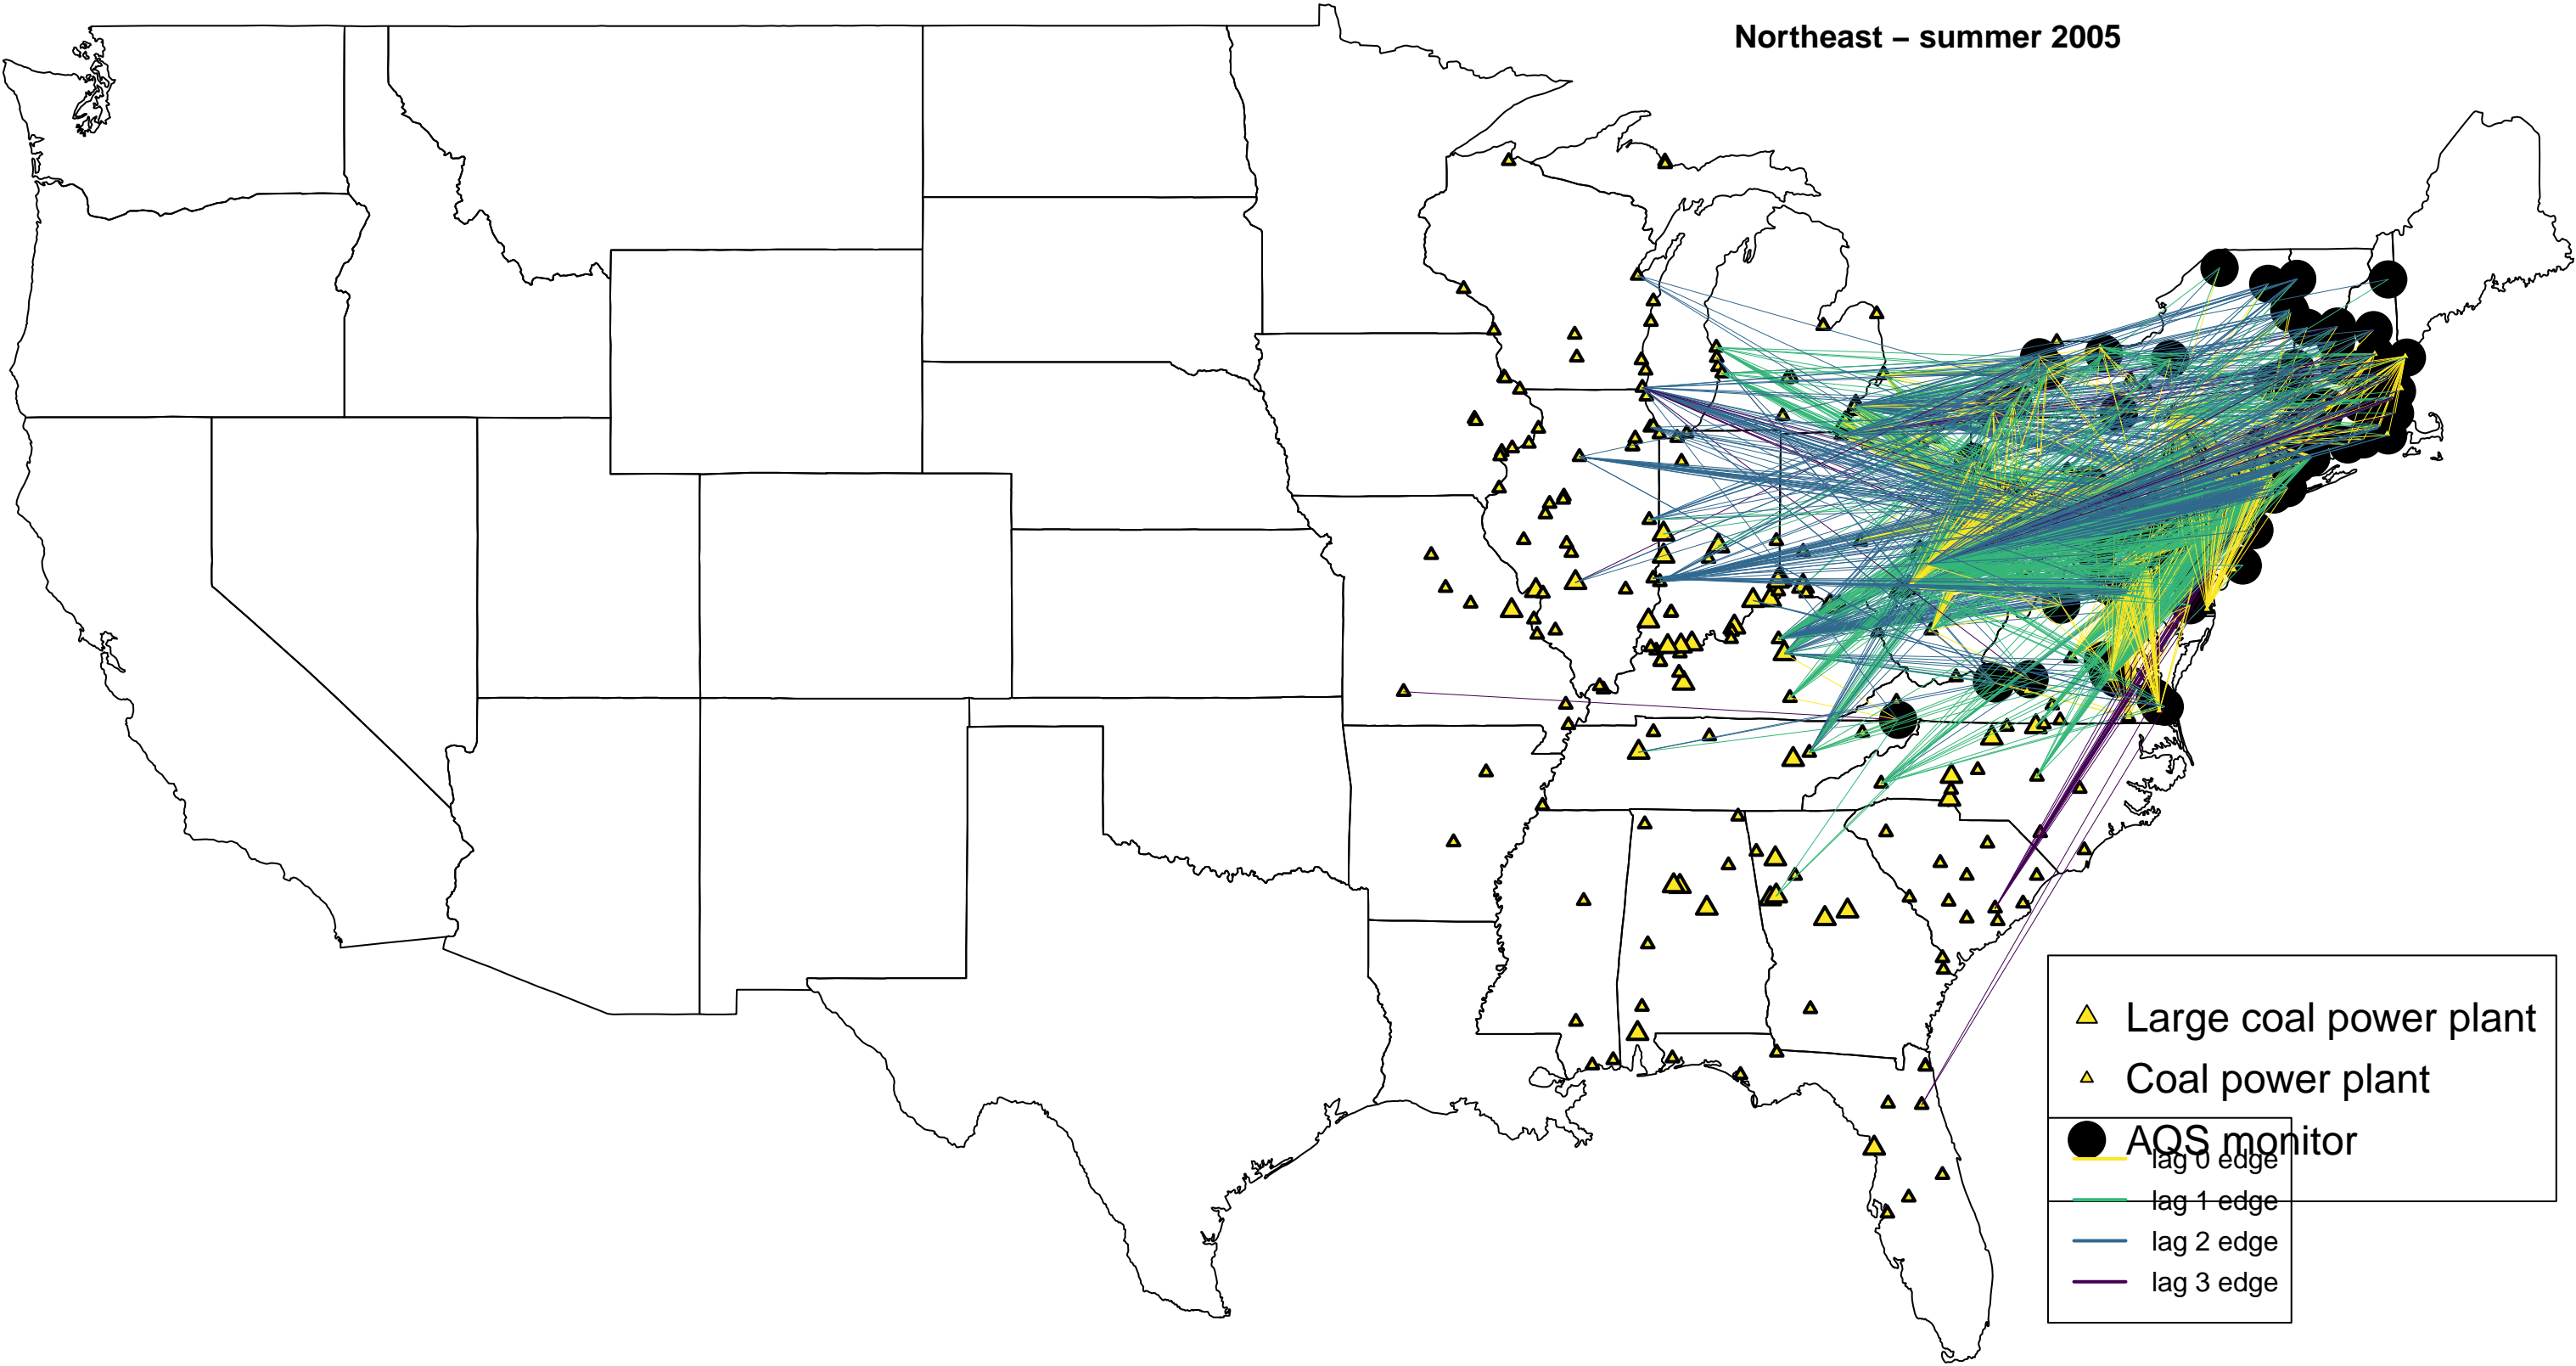 Northeast – summer 2005
Large coal power plant
Coal power plant
AQS monitor
lag 0 edge
lag 1 edge
lag 2 edge
lag 3 edge